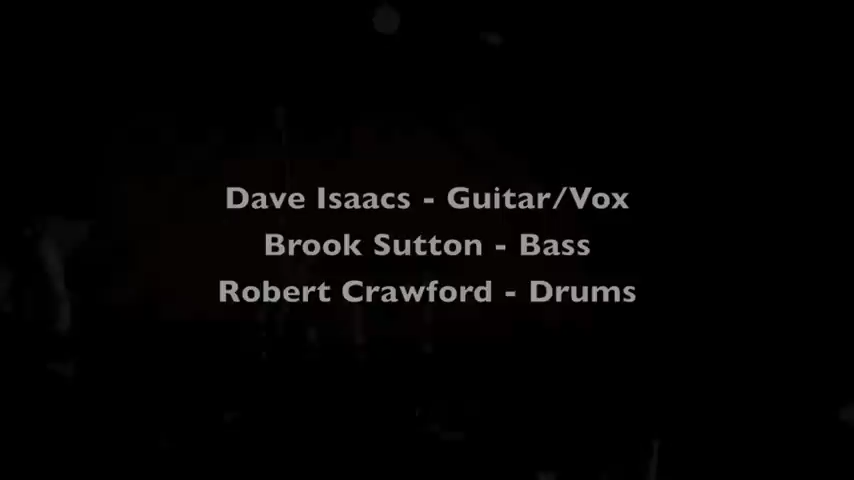 Dave Isaacs - Guitar/Vox
Brook Sutton - Bass
Robert Crawford - Drums